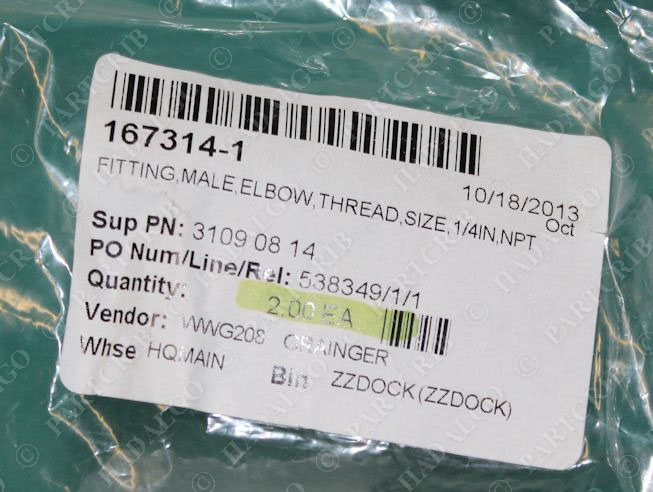 167314-1
10/18/2013
FITTING,MALE,ELBOW,THREAD,SIZE,1/4IN,NPT
Oct
Sup PN: 3109 08 14
PO Num/Line/Rel: 538349/1/1
Quantity: 2.00 EA
Vendor: WWG208 GRAINGER
Whse HQMAIN Bin ZZDOCK(ZZDOCK)
© PARTCRIB
© HADALGO